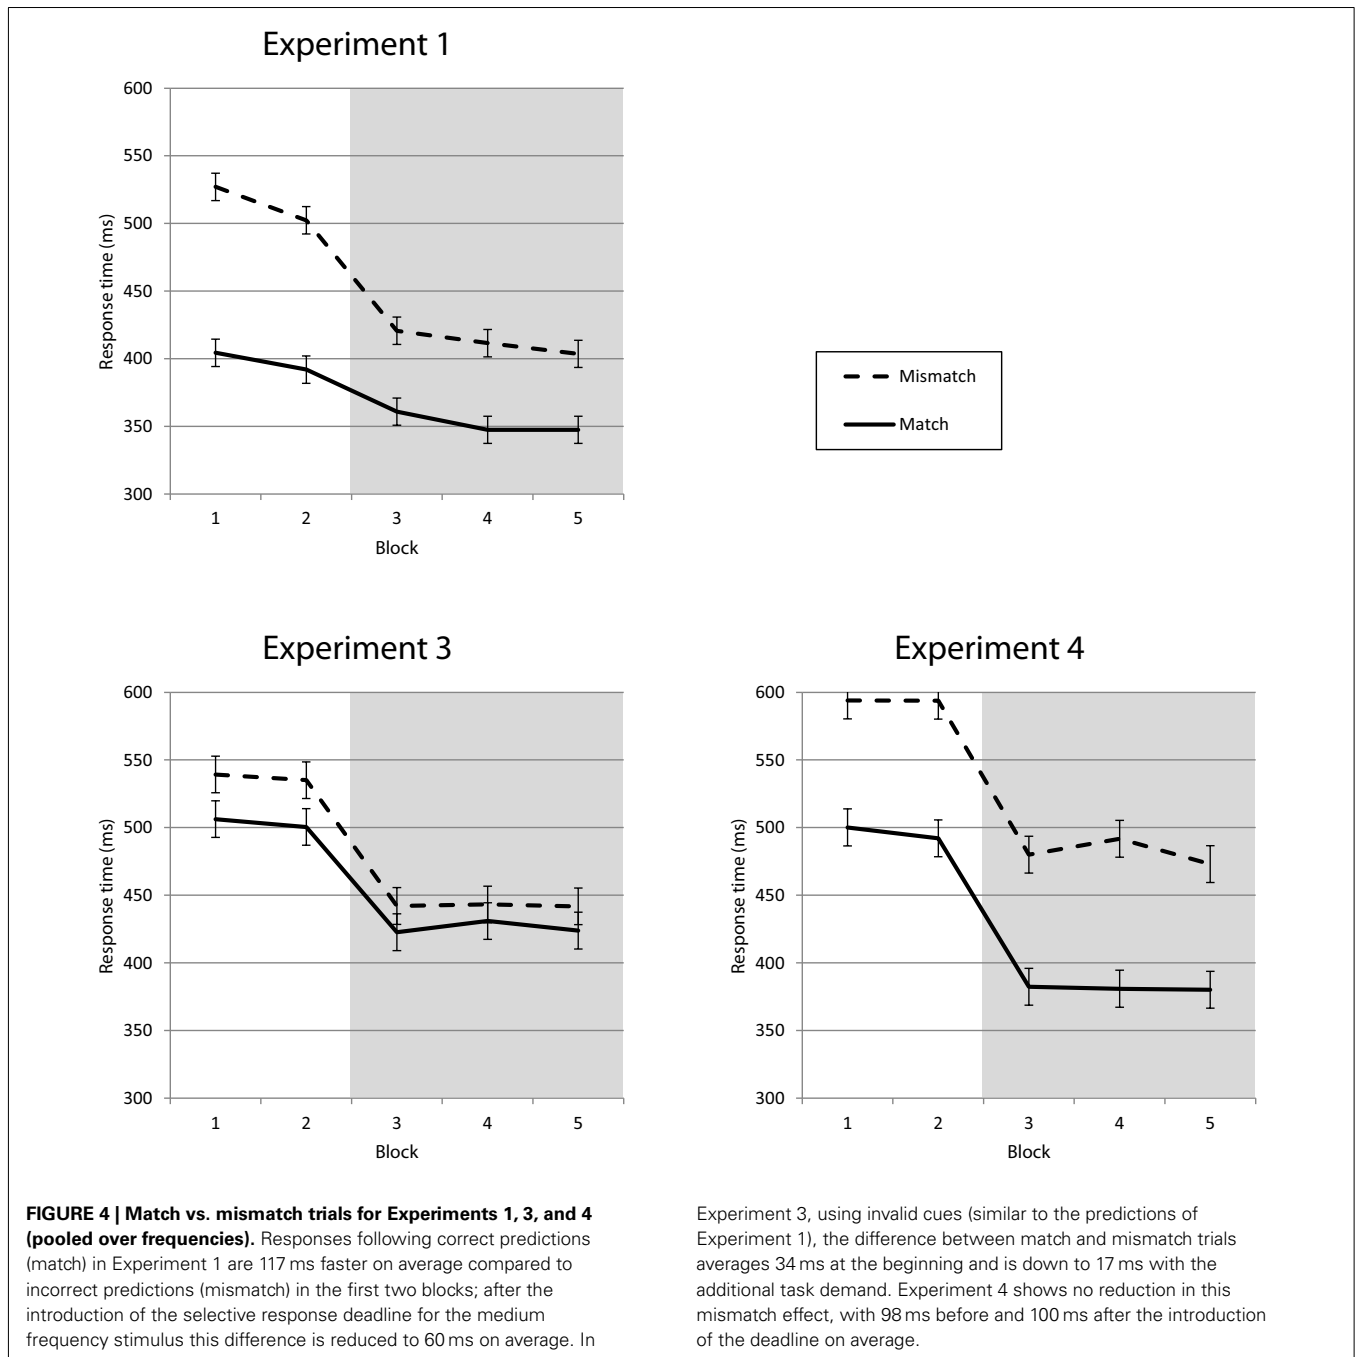 Experiment 1
600
550
500
450
400
350
300
Response time (ms)
1 2 3 4 5
Block
Mismatch
Match
Experiment 3
600
550
500
450
400
350
300
Response time (ms)
1 2 3 4 5
Block
Experiment 4
600
550
500
450
400
350
300
Response time (ms)
1 2 3 4 5
Block
FIGURE 4 | Match vs. mismatch trials for Experiments 1, 3, and 4
(pooled over frequencies). Responses following correct predictions
(match) in Experiment 1 are 117 ms faster on average compared to
incorrect predictions (mismatch) in the first two blocks; after the
introduction of the selective response deadline for the medium
frequency stimulus this difference is reduced to 60 ms on average. In
Experiment 3, using invalid cues (similar to the predictions of
Experiment 1), the difference between match and mismatch trials
averages 34 ms at the beginning and is down to 17 ms with the
additional task demand. Experiment 4 shows no reduction in this
mismatch effect, with 98 ms before and 100 ms after the introduction
of the deadline on average.